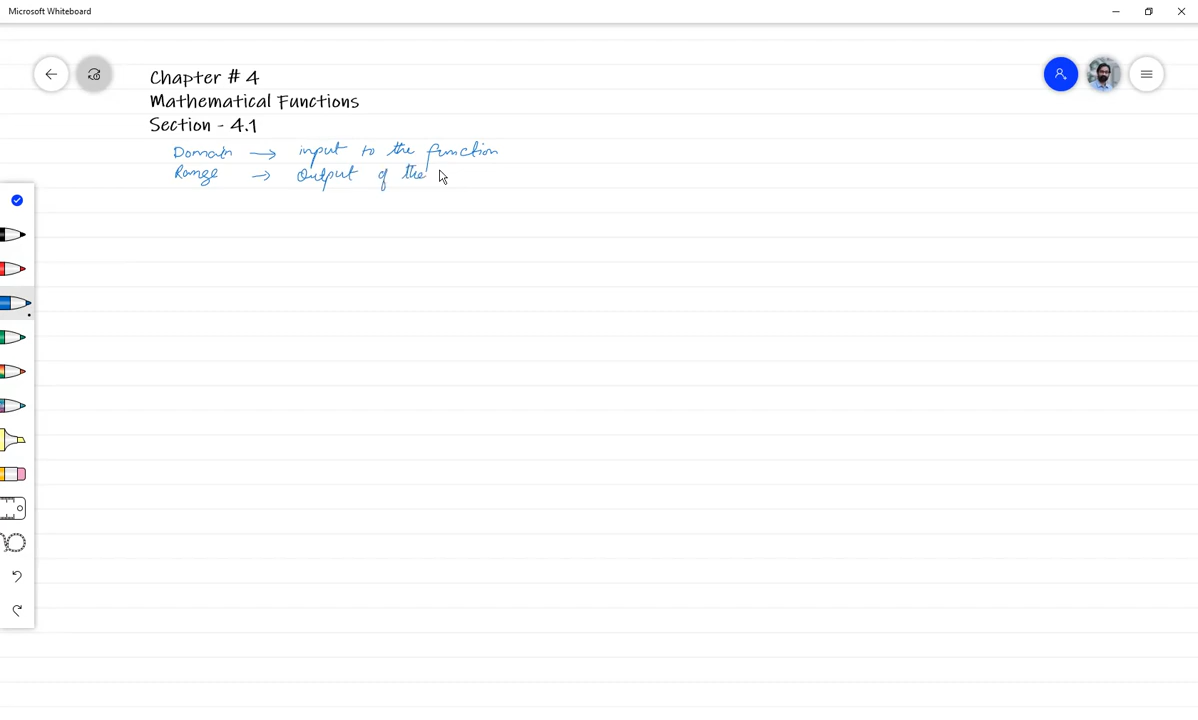 Microsoft Whiteboard
Chapter # 4
Mathematical Functions
Section - 4.1
Domain → input to the function
Range → Output of the